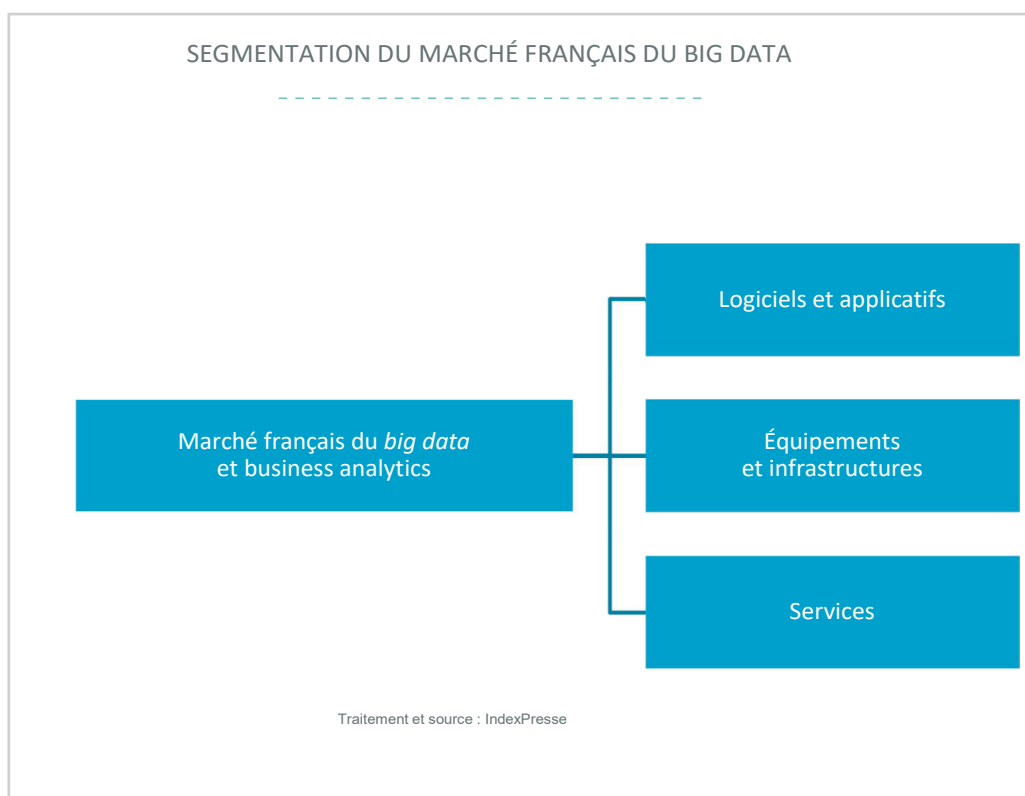 SEGMENTATION DU MARCHÉ FRANÇAIS DU BIG DATA
Logiciels et applicatifs
Marché français du big data
et business analytics
Équipements
et infrastructures
Services
Traitement et source : IndexPresse